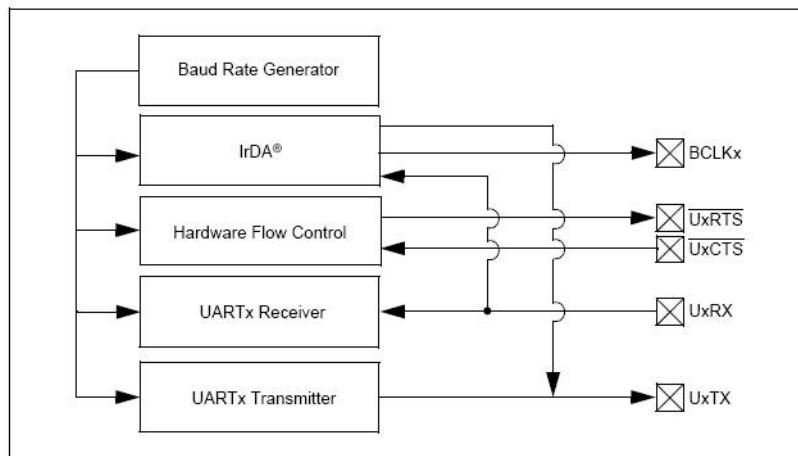 Baud Rate Generator
IrDA®
BCLKx
UxRTS
Hardware Flow Control
UxCTS
UARTx Receiver
UxRX
UARTx Transmitter
UxTX